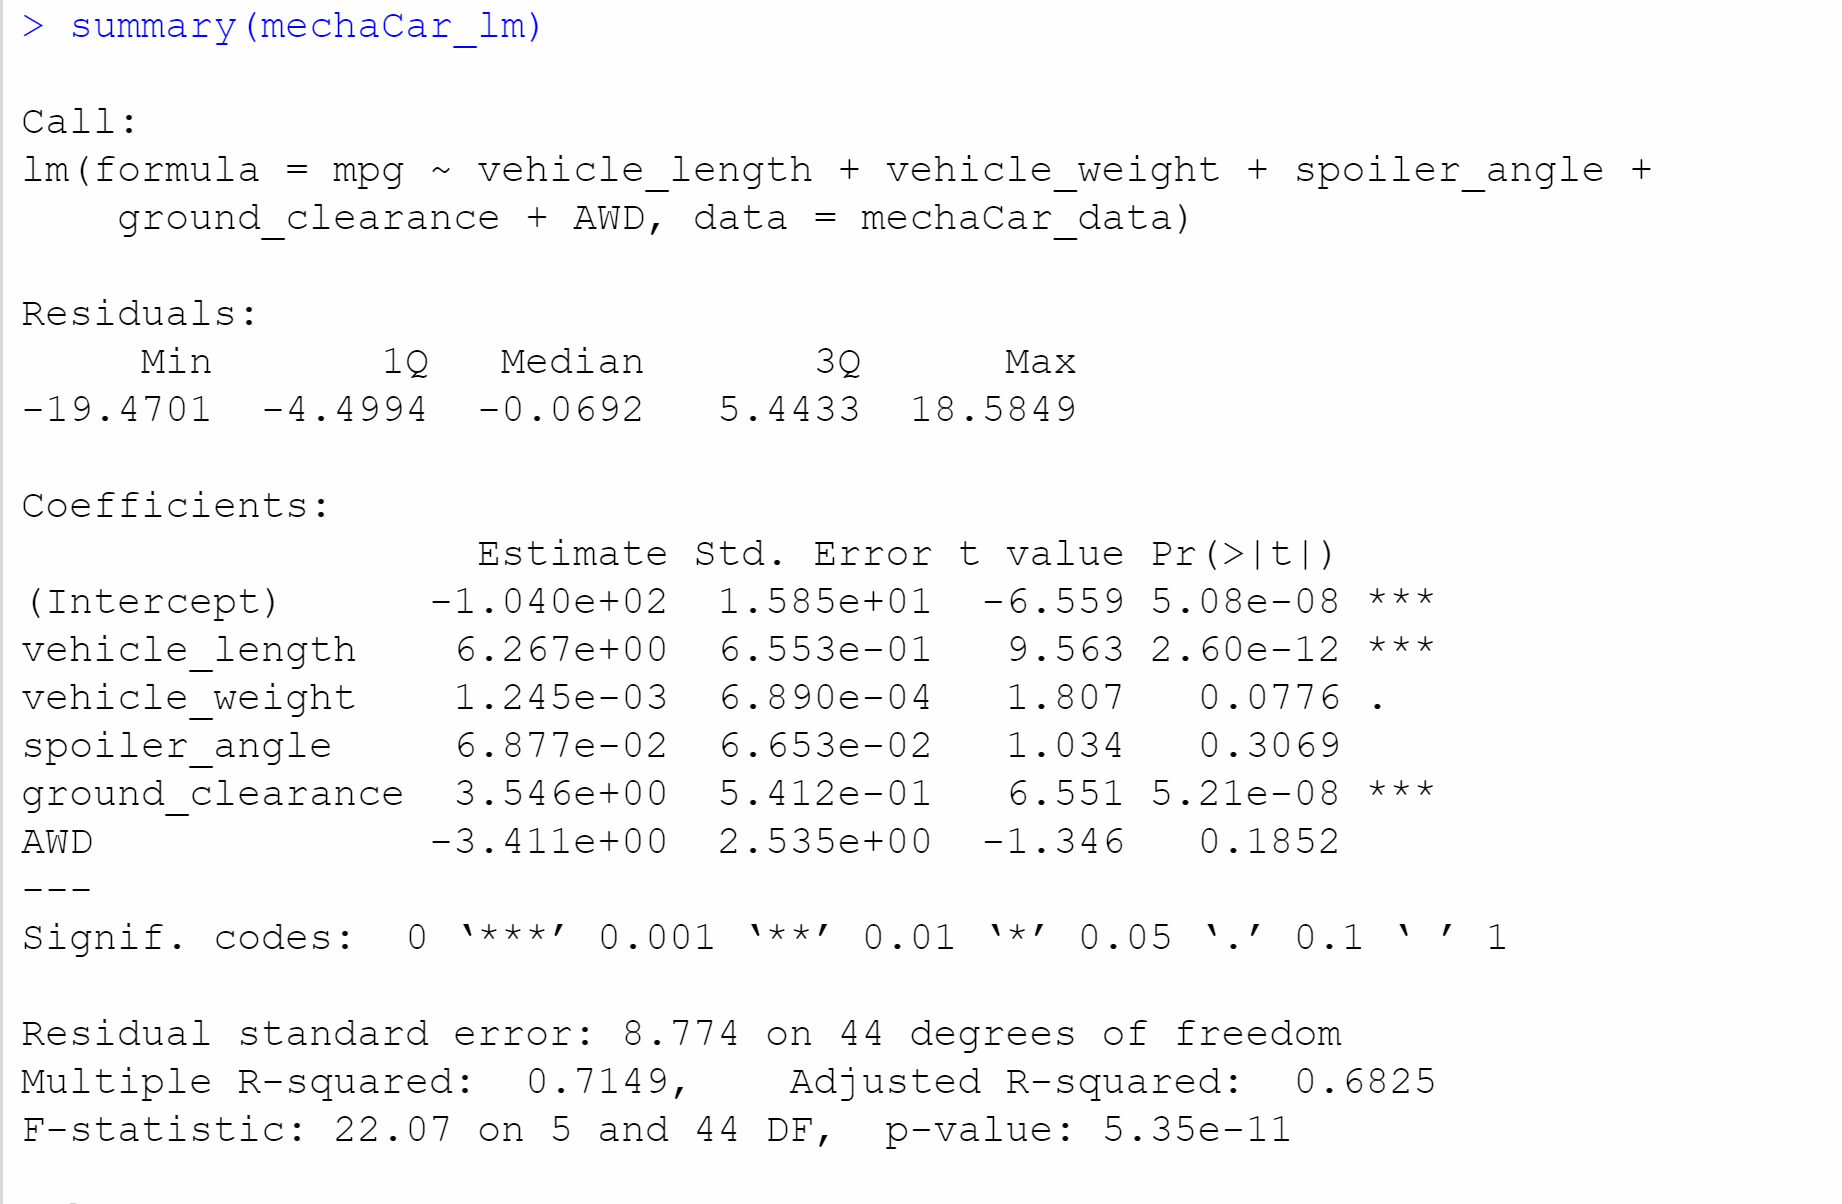 > summary(mechaCar_lm)
Call:
lm(formula = mpg ~ vehicle_length + vehicle_weight + spoiler_angle +
    ground_clearance + AWD, data = mechaCar_data)
Residuals:
     Min       1Q   Median       3Q      Max
-19.4701  -4.4994  -0.0692   5.4433  18.5849
Coefficients:
                   Estimate Std. Error t value Pr(>|t|)
(Intercept)      -1.040e+02  1.585e+01  -6.559 5.08e-08 ***
vehicle_length    6.267e+00  6.553e-01   9.563 2.60e-12 ***
vehicle_weight    1.245e-03  6.890e-04   1.807   0.0776 .
spoiler_angle     6.877e-02  6.653e-02   1.034   0.3069
ground_clearance  3.546e+00  5.412e-01   6.551 5.21e-08 ***
AWD              -3.411e+00  2.535e+00  -1.346   0.1852
---
Signif. codes:  0 ‘***’ 0.001 ‘**’ 0.01 ‘*’ 0.05 ‘.’ 0.1 ‘ ’ 1
Residual standard error: 8.774 on 44 degrees of freedom
Multiple R-squared:  0.7149,    Adjusted R-squared:  0.6825
F-statistic: 22.07 on 5 and 44 DF,  p-value: 5.35e-11